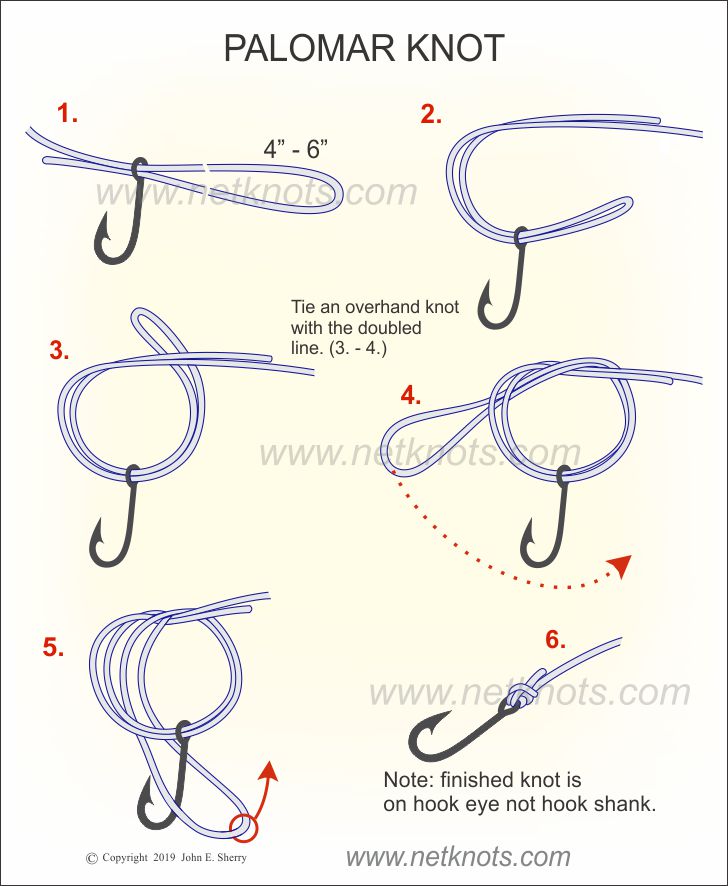 PALOMAR KNOT
1.
4” - 6”
www.netknots.com
2.
Tie an overhand knot
with the doubled
line. (3. - 4.)
3.
4.
www.netknots.com
5.
6.
www.netknots.com
Note: finished knot is
on hook eye not hook shank.
© Copyright 2019 John E. Sherry
www.netknots.com